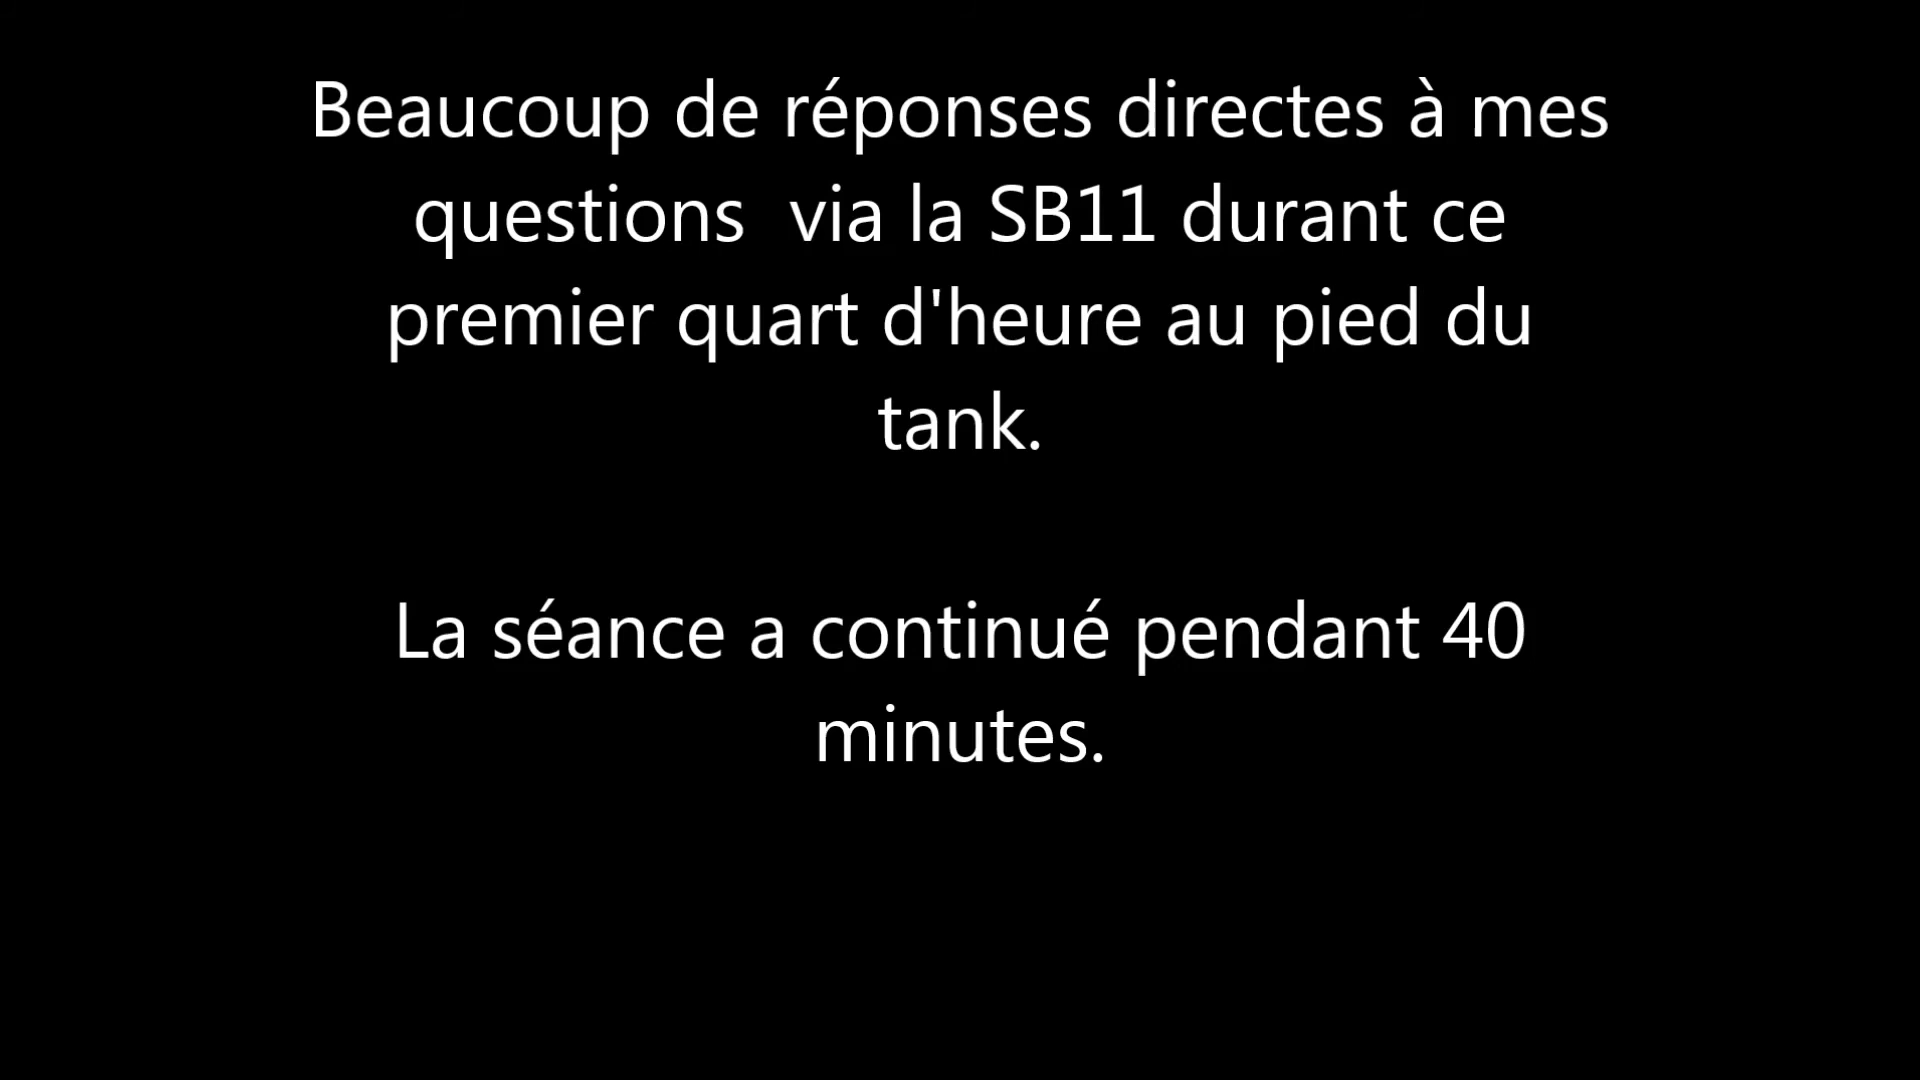 Beaucoup de réponses directes à mes
questions  via la SB11 durant ce
premier quart d'heure au pied du
tank.
La séance a continué pendant 40
minutes.